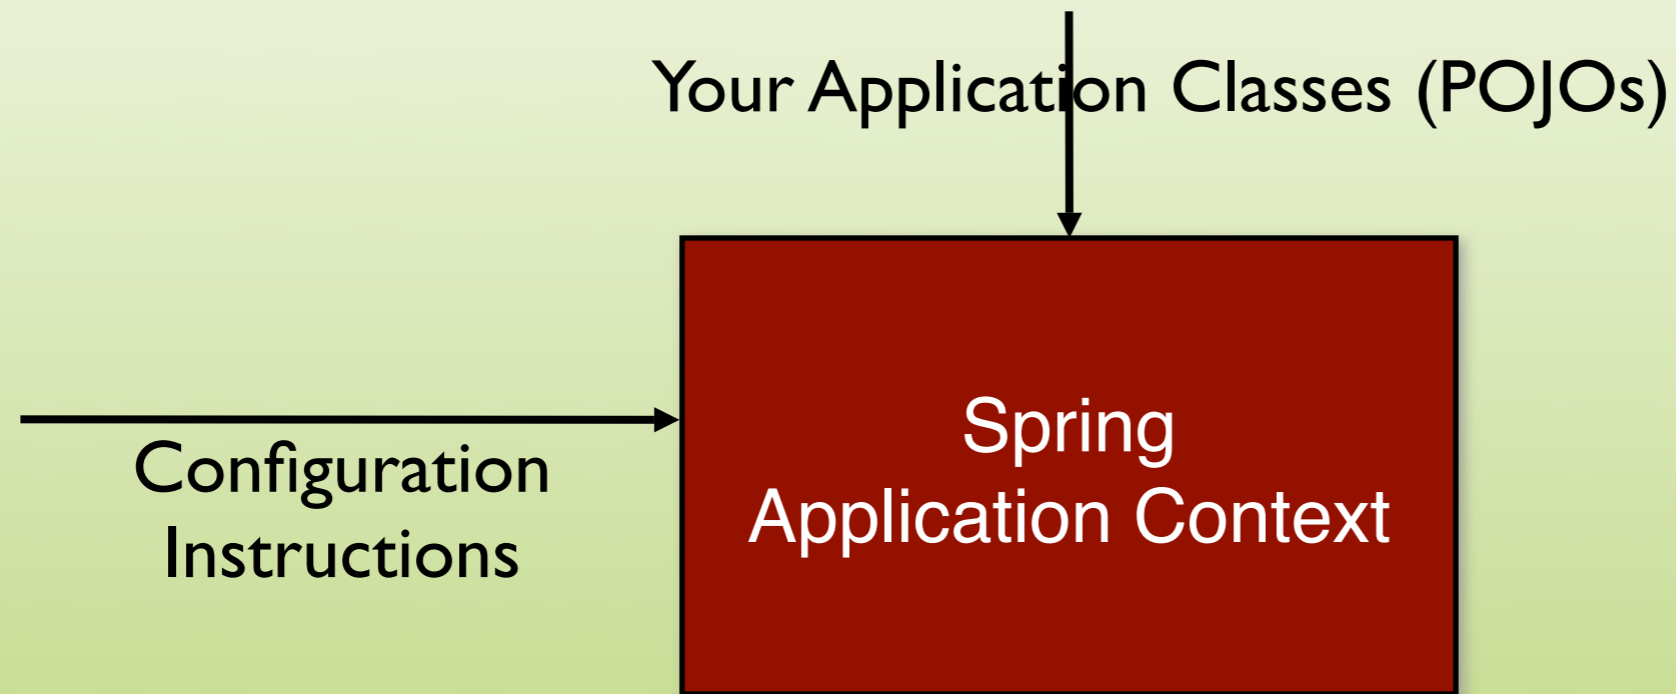 Your Application Classes (POJOs)
Configuration
Instructions
Spring
Application Context